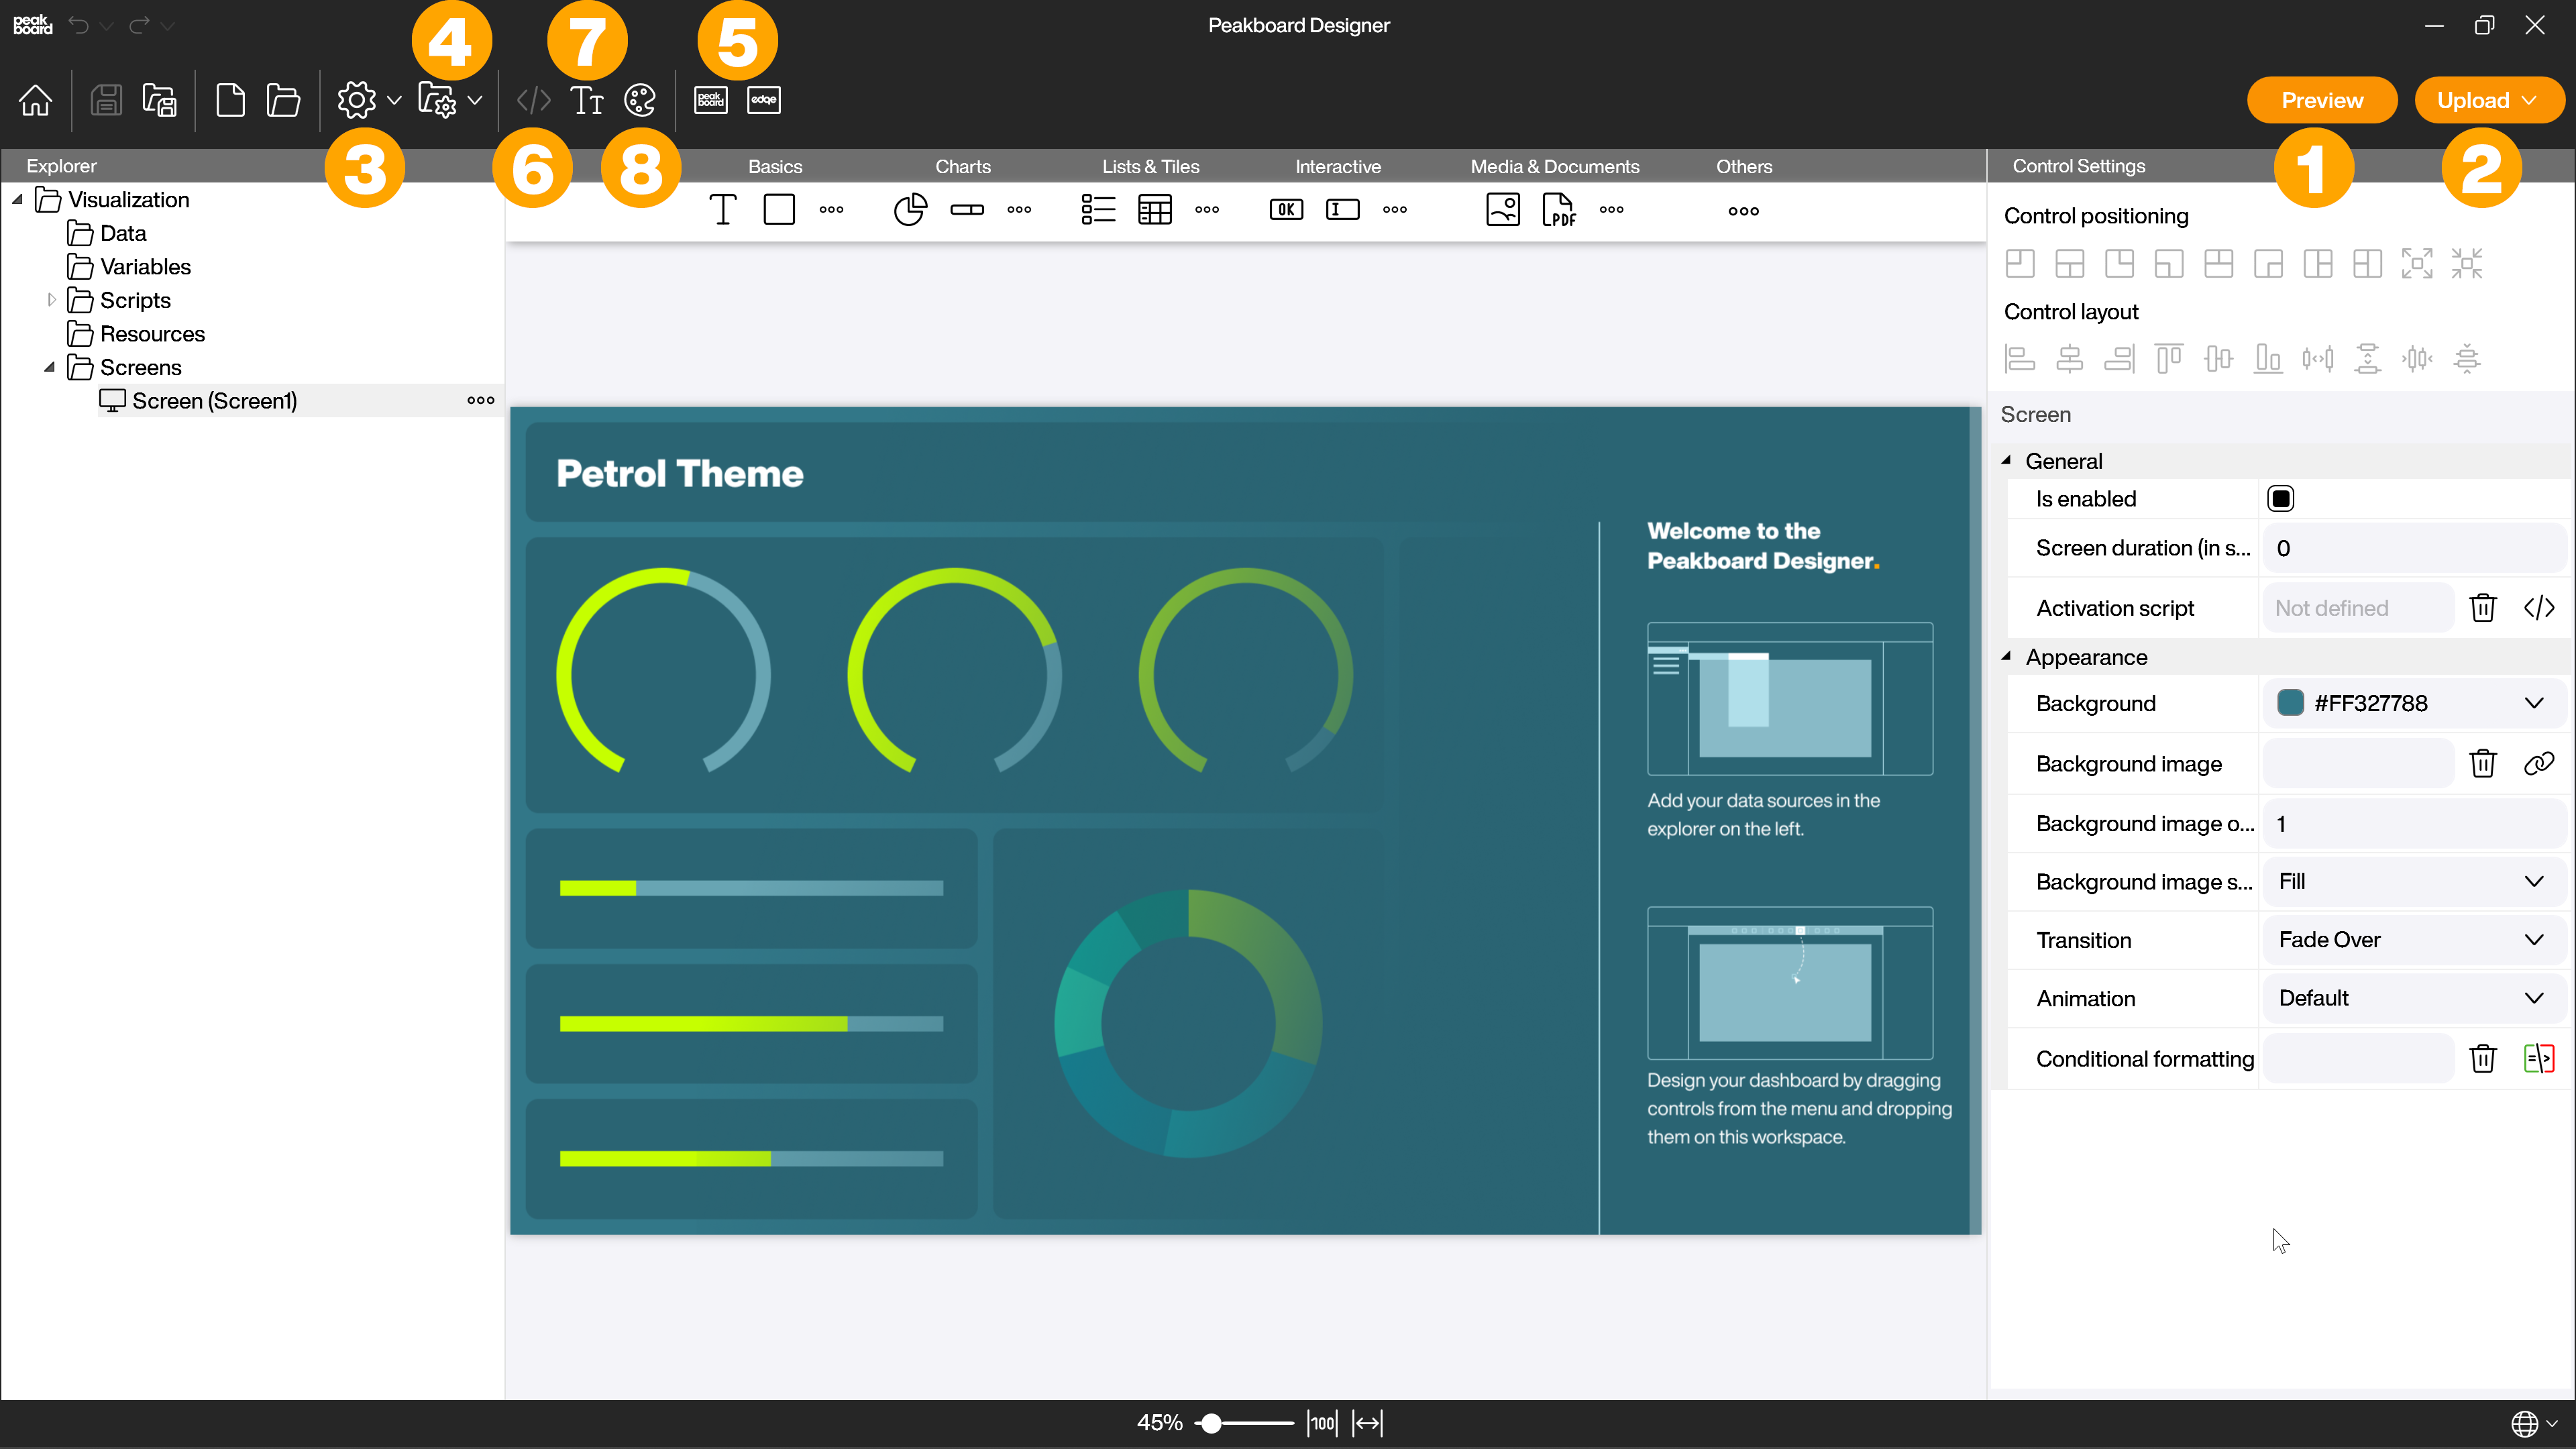 peak
board
Peakboard Designer
4
7
5
peak
board
edge
Preview
Upload
3
6
8
1
2
Explorer
Basics
Charts
Lists & Tiles
Interactive
Media & Documents
Others
Control Settings
OK
PDF
Visualization
Data
Variables
Scripts
Resources
Screens
Screen (Screen1)
Petrol Theme
Welcome to the
Peakboard Designer.
Add your data sources in the
explorer on the left.
Design your dashboard by dragging
controls from the menu and dropping
them on this workspace.
Control positioning
Control layout
Screen
General
Is enabled
Screen duration (in s...
0
Activation script
Not defined
Appearance
Background
#FF327788
Background image
Background image o...
1
Background image s...
Fill
Transition
Fade Over
Animation
Default
Conditional formatting
45%
100